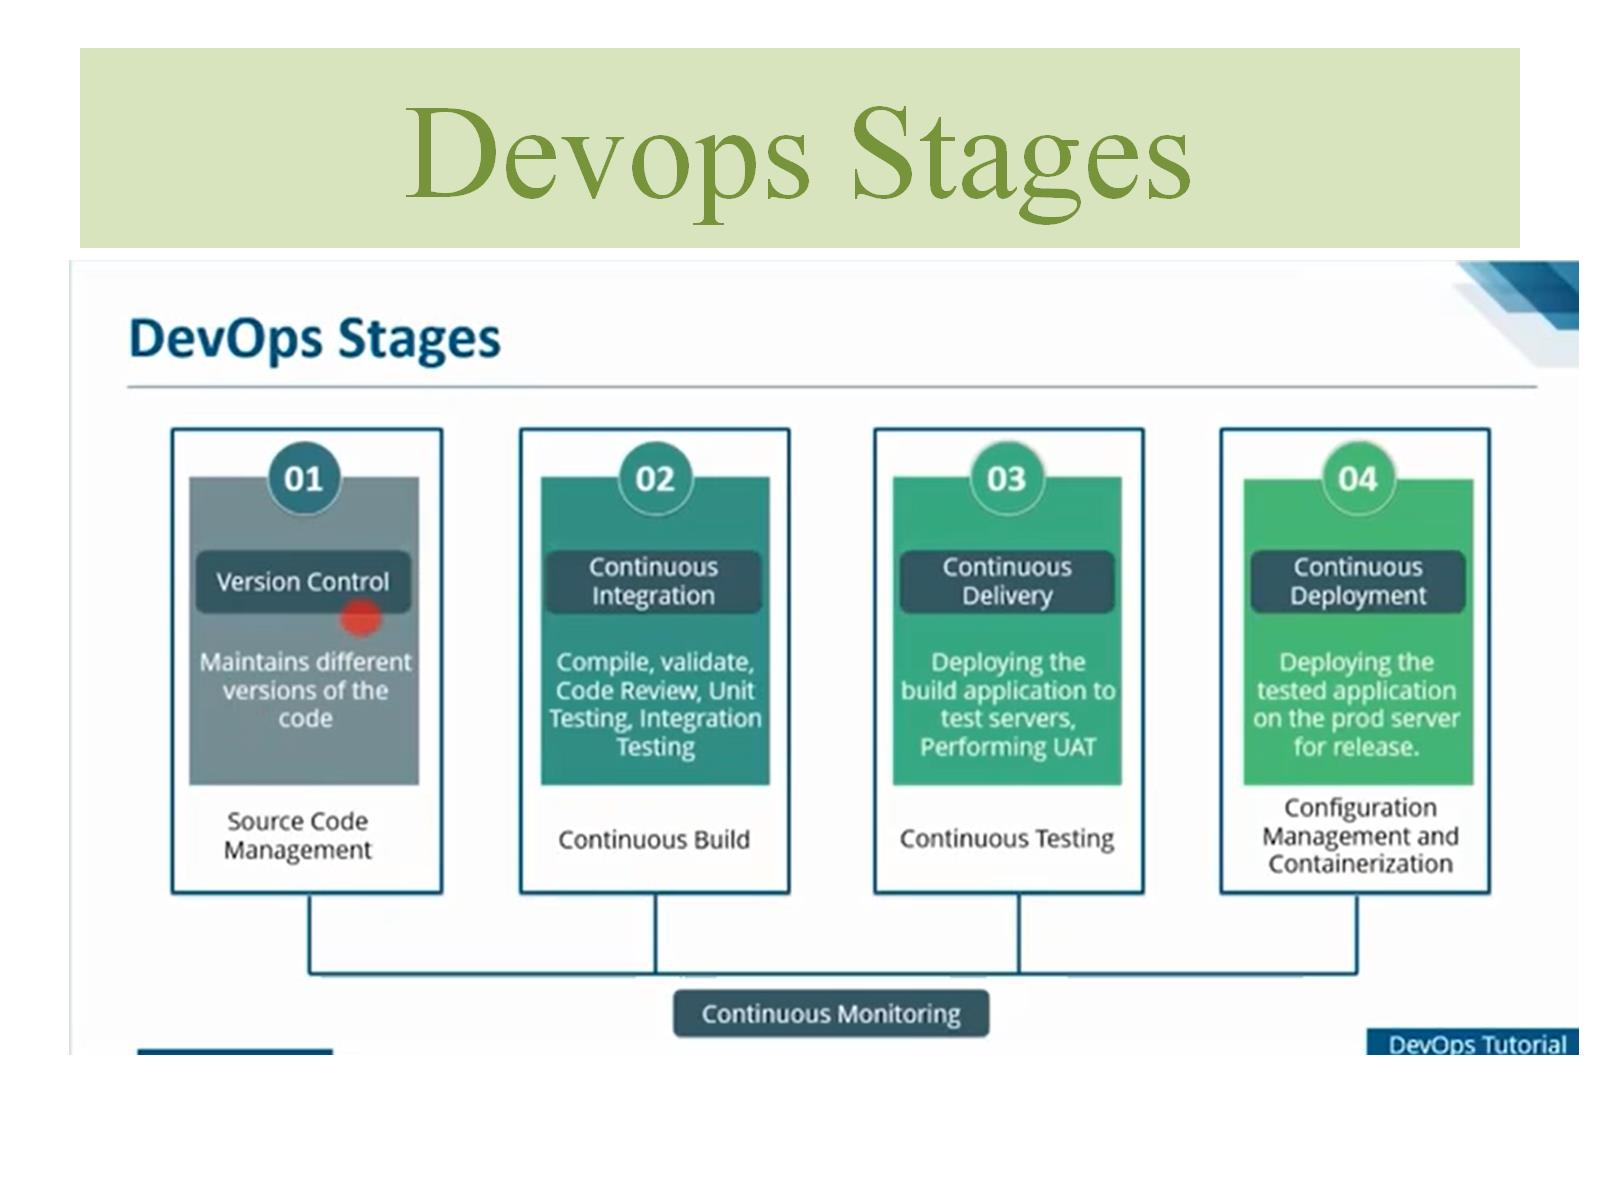 Devops Stages
DevOps Stages
01
Version Control
Maintains different
versions of the
code
Source Code
Management
02
Continuous
Integration
Compile, validate,
Code Review, Unit
Testing, Integration
Testing
Continuous Build
03
Continuous
Delivery
Deploying the
build application to
test servers,
Performing UAT
Continuous Testing
04
Continuous
Deployment
Deploying the
tested application
on the prod server
for release.
Configuration
Management and
Containerization
Continuous Monitoring
DevOps Tutorial